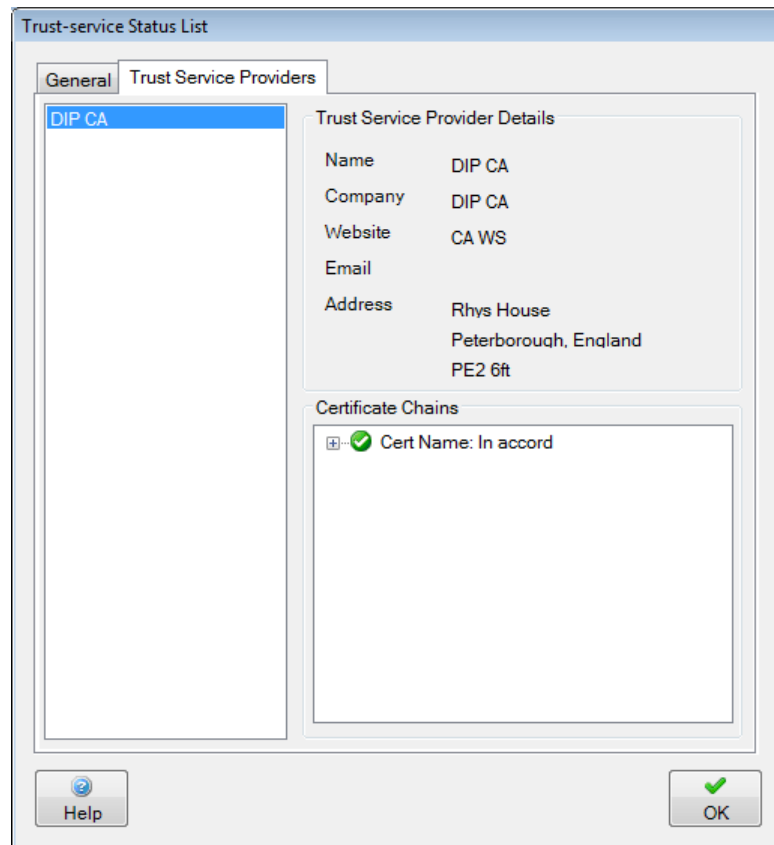 Trust-service Status List
General
Trust Service Providers
DIP CA
Trust Service Provider Details
Name DIP CA
Company DIP CA
Website CA WS
Email
Address Rhys House
Peterborough, England
PE2 6ft
Certificate Chains
Cert Name: In accord
Help
OK